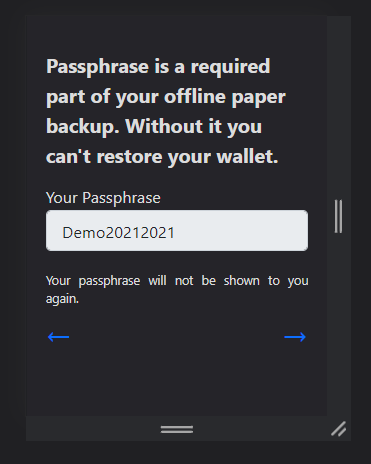 Passphrase is a required
part of your offline paper
backup. Without it you
can't restore your wallet.
Your Passphrase
Demo20212021
Your passphrase will not be shown to you
again.